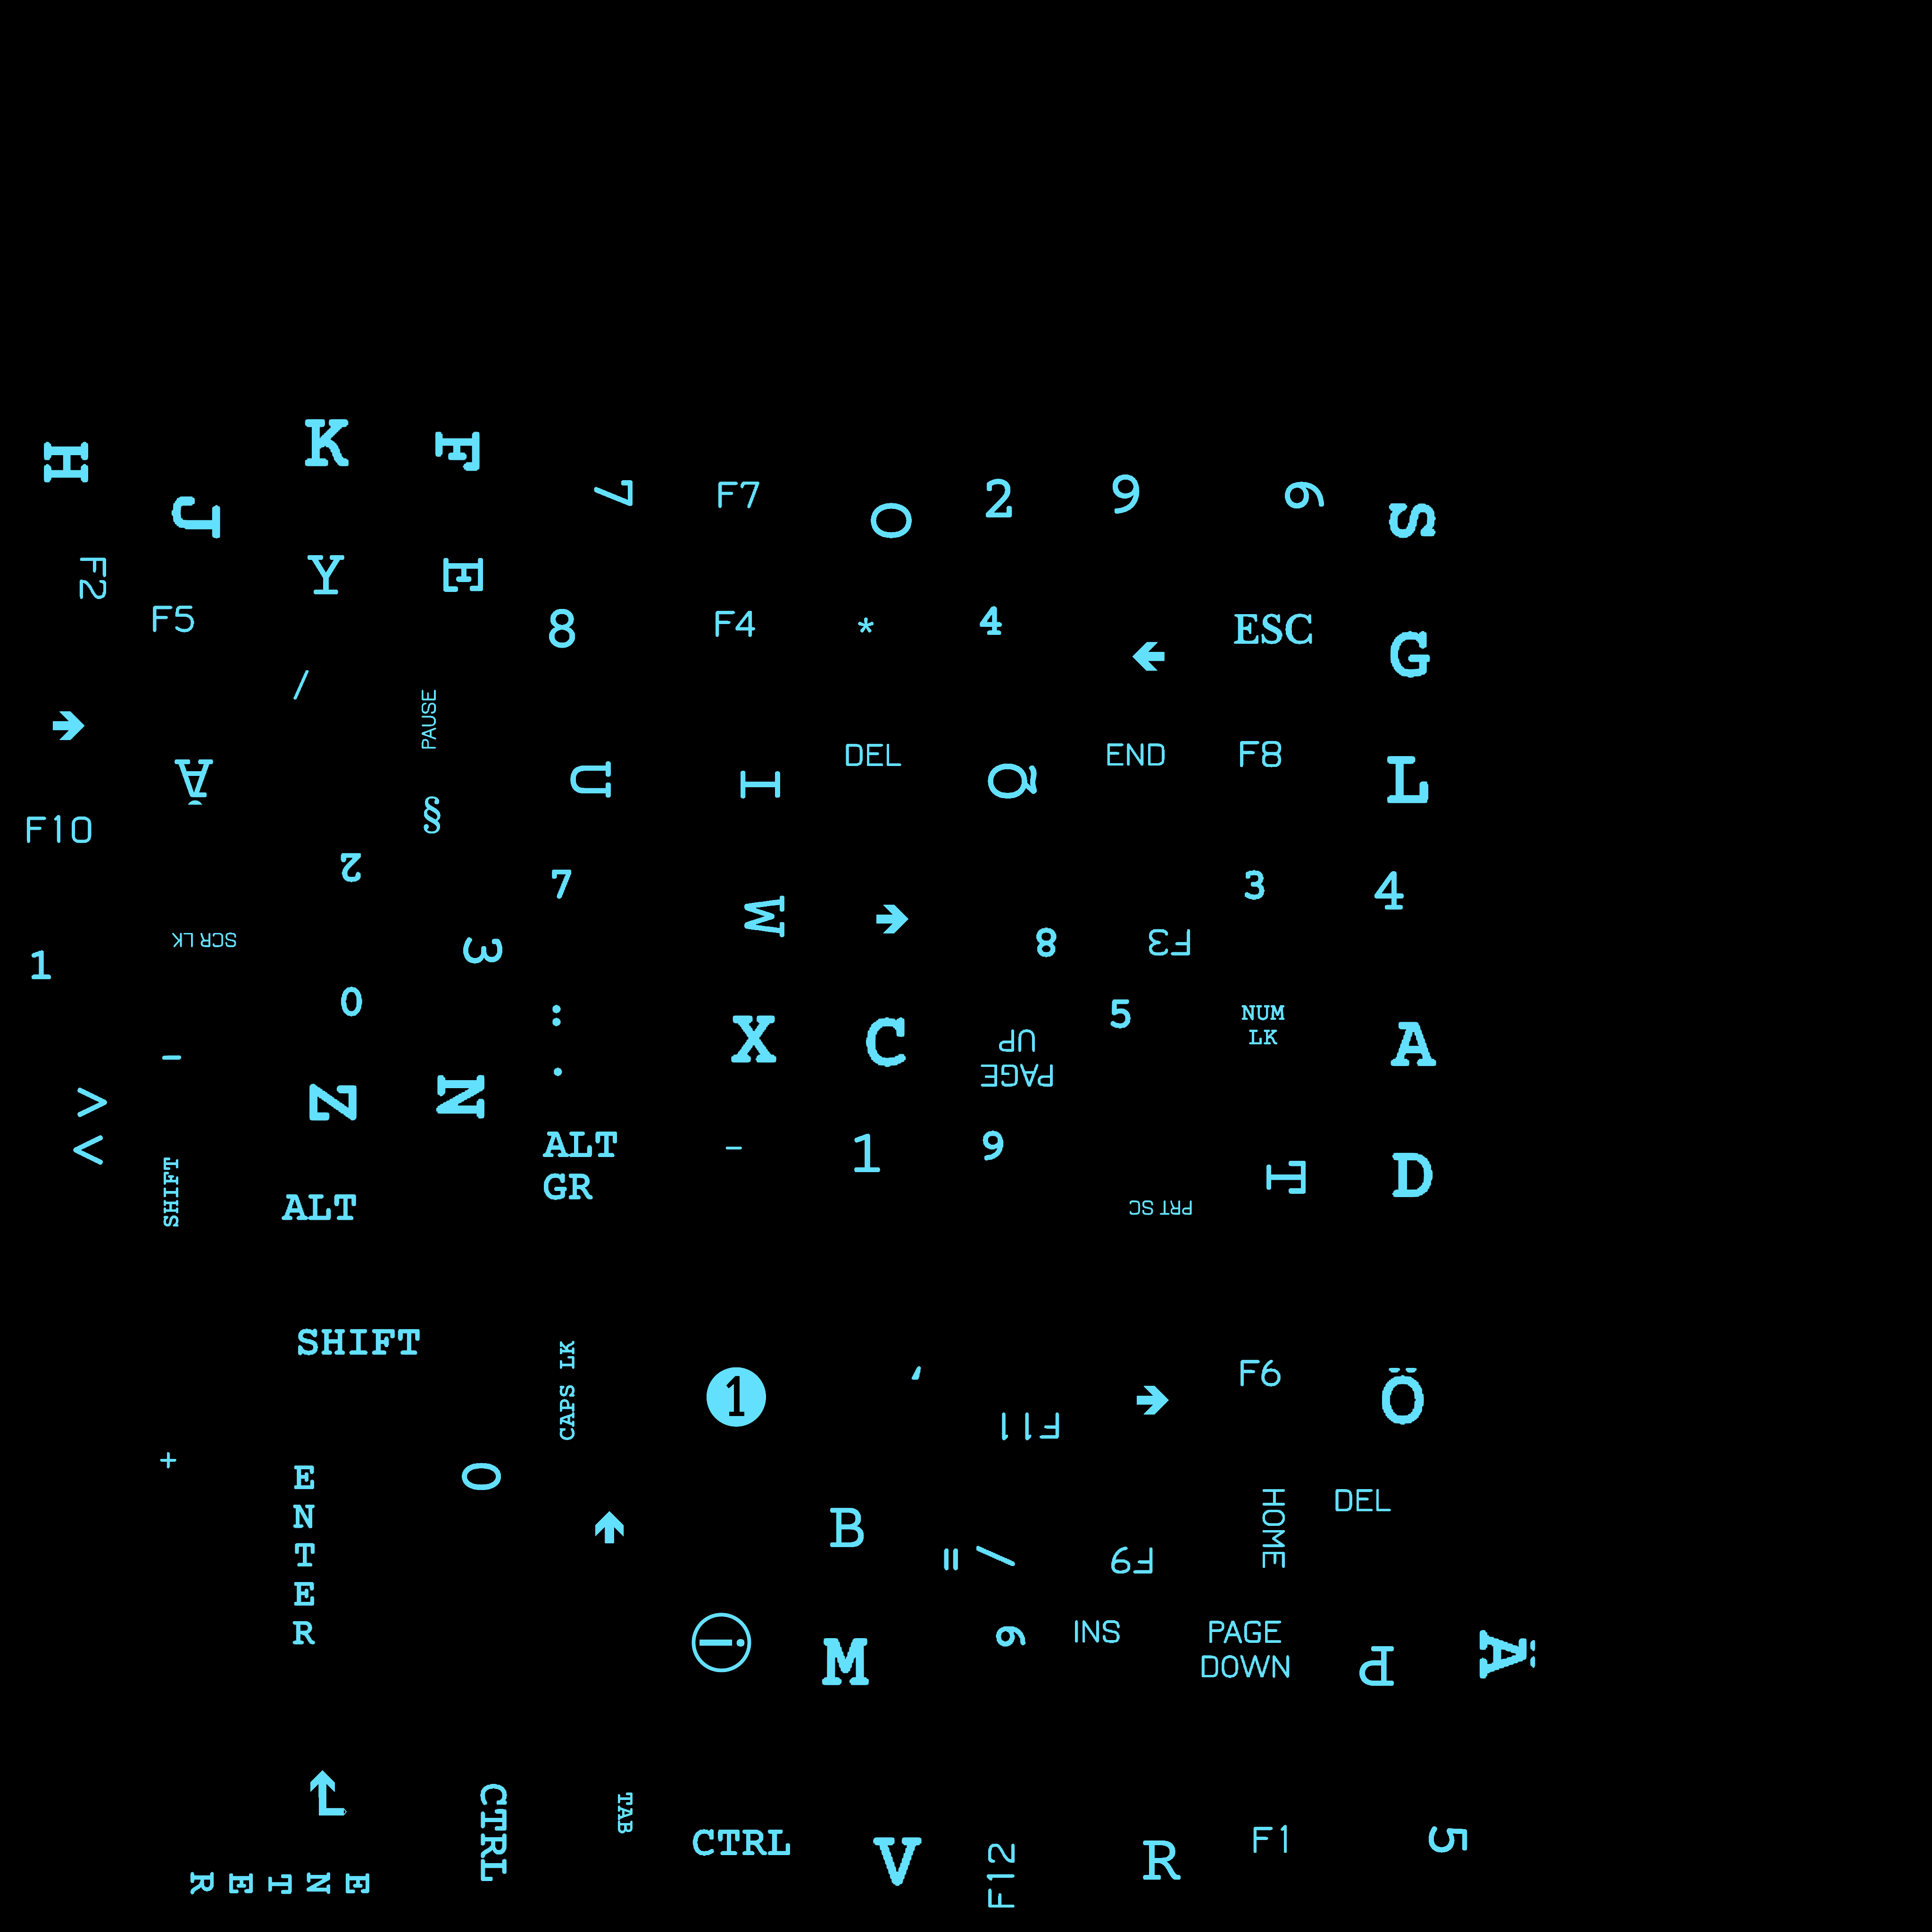 H K F
J 7 F7 O 2 9 6 S
F2 Y E
F5 8 F4 * 4 ← ESC G
/ PAUSE
→ Å U I DEL Q END F8 L
F10 §
2 7 W → 3 4
1 SCR LK 3 8 F3
0 : X C PAGE UP 5 NUM LK A
- Z N .
> < SHIFT ALT ALT GR - 1 9 PRT SC T D
SHIFT CAPS LK 1 ' F11 → F6 Ö
+ ENTER 0 ↑ B = / F9 HOME DEL
i M 6 INS PAGE DOWN P Ä
CTRL TAB CTRL V F12 R F1 5
ENTER